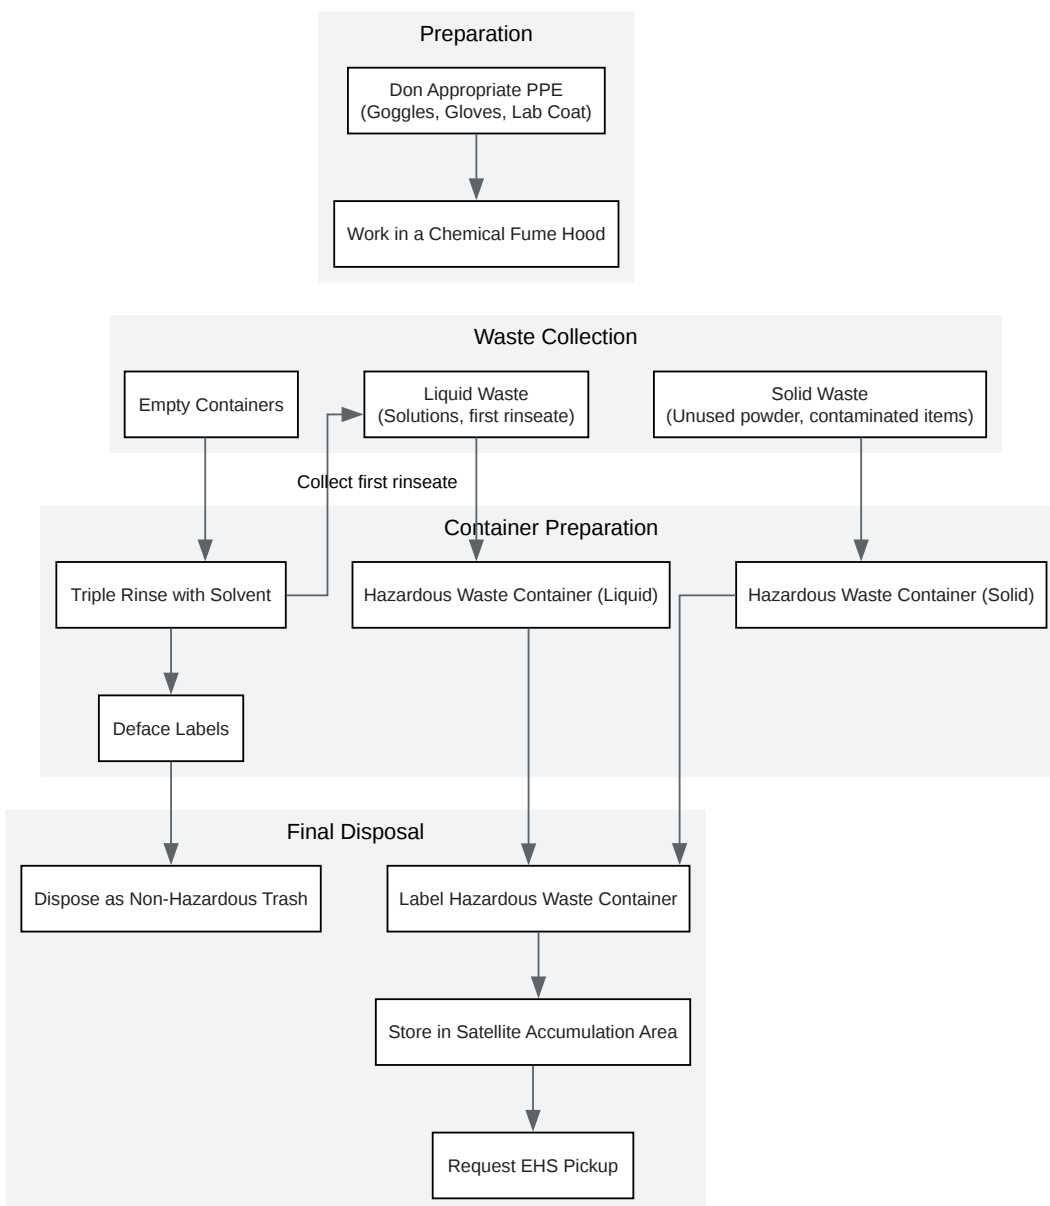 Preparation
Don Appropriate PPE
(Goggles, Gloves, Lab Coat)
Work in a Chemical Fume Hood
Waste Collection
Empty Containers
Liquid Waste
(Solutions, first rinseate)
Solid Waste
(Unused powder, contaminated items)
Collect first rinseate
Container Preparation
Triple Rinse with Solvent
Hazardous Waste Container (Liquid)
Hazardous Waste Container (Solid)
Deface Labels
Final Disposal
Dispose as Non-Hazardous Trash
Label Hazardous Waste Container
Store in Satellite Accumulation Area
Request EHS Pickup